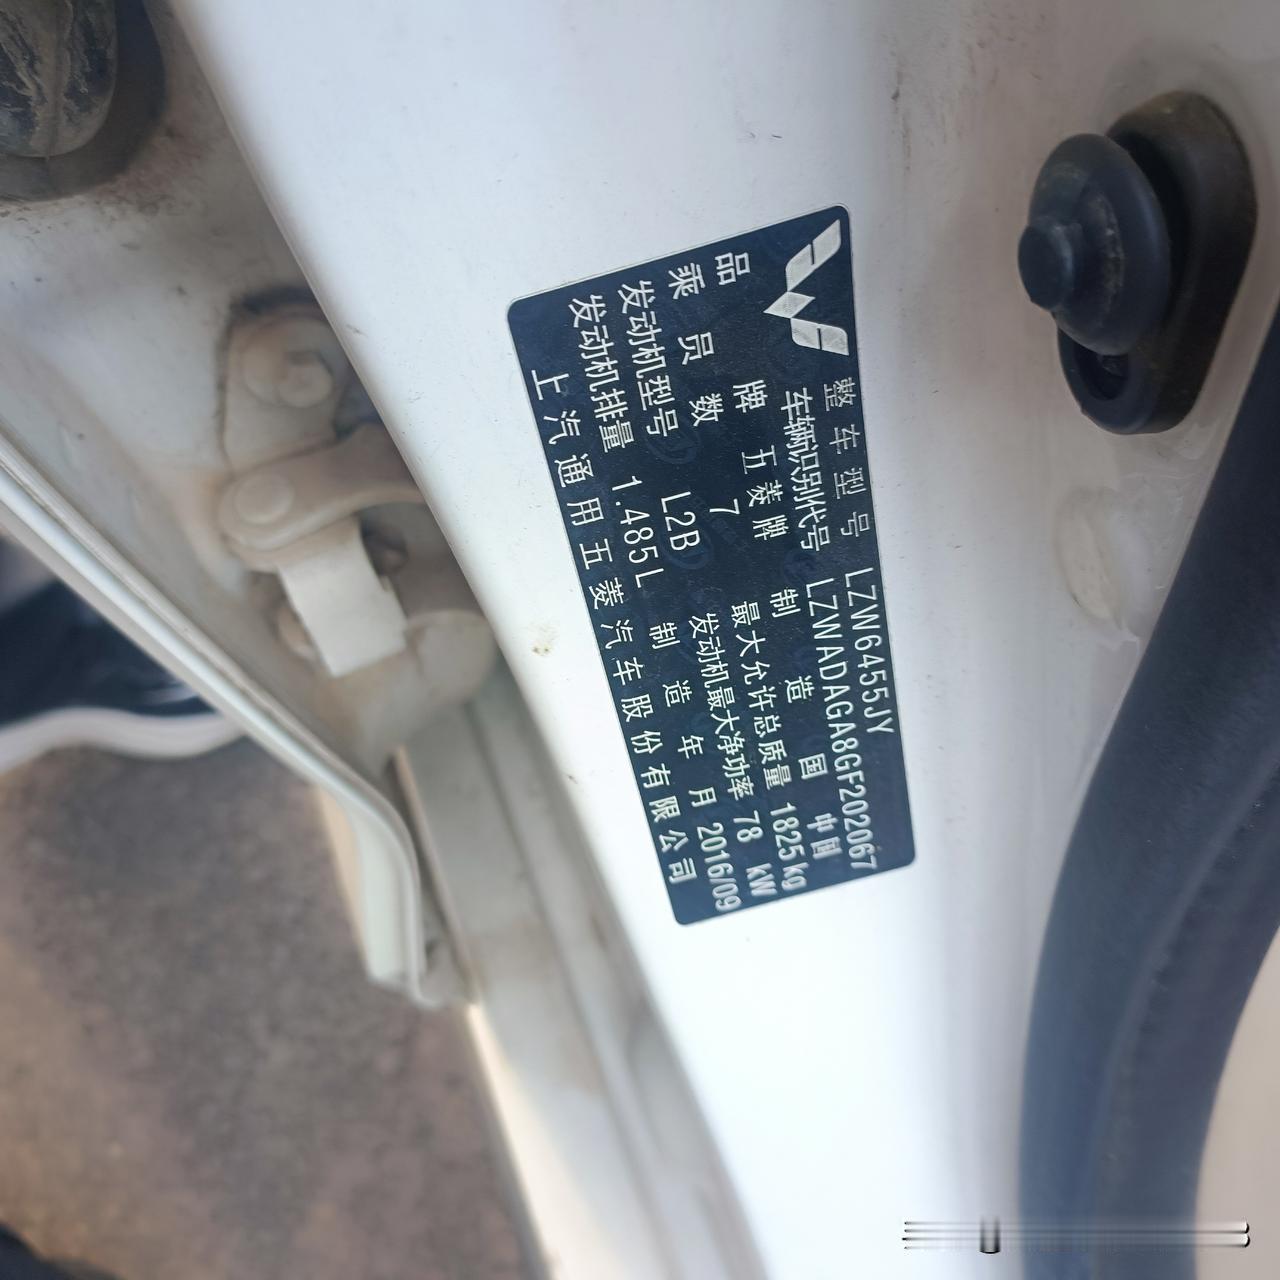 整车型号 LZW6455JY
车辆识别代号 LZWADAGA8GF202067
品牌 五菱牌 制造国 中国
乘员数 7 最大允许总质量 1825kg
发动机型号 L2B 发动机最大净功率 78 kW
发动机排量 1.485L 制造年月 2016/09
上汽通用五菱汽车股份有限公司